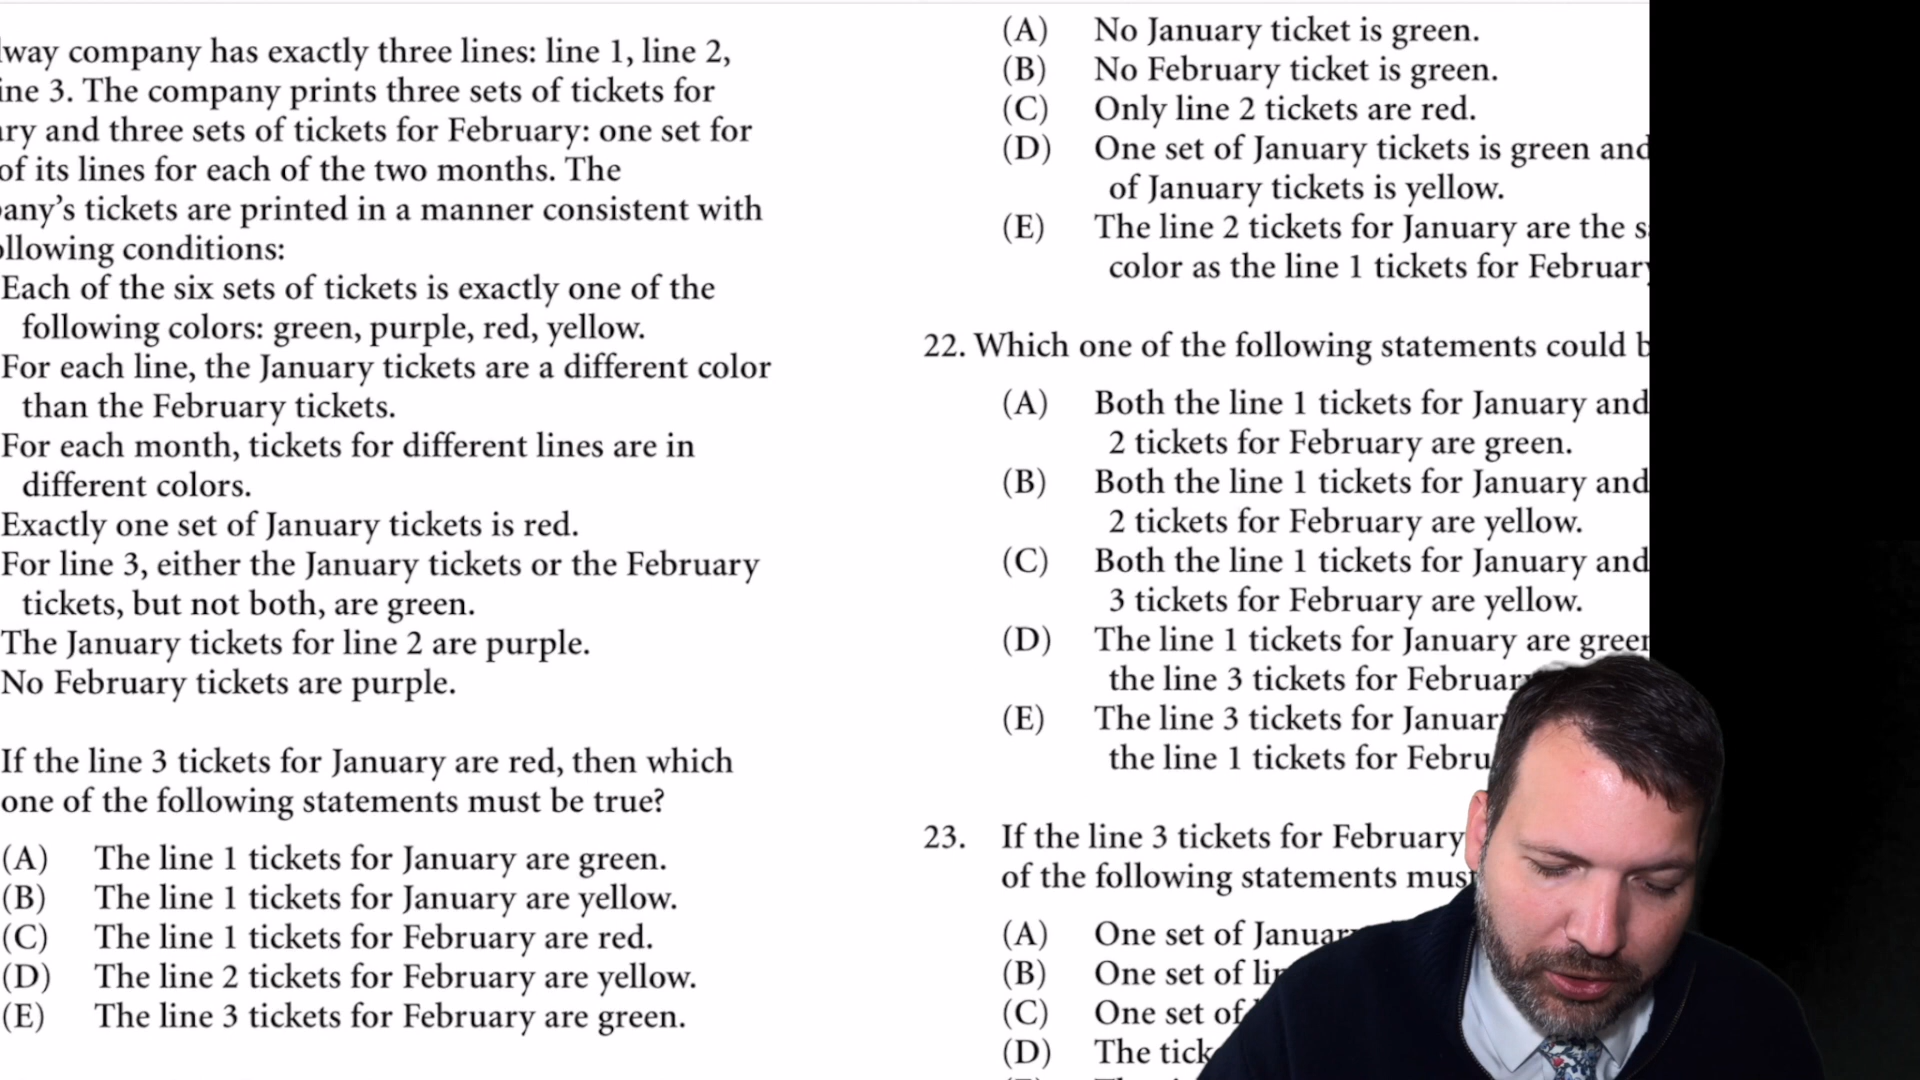 way company has exactly three lines: line 1, line 2,
ine 3. The company prints three sets of tickets for
ary and three sets of tickets for February: one set for
of its lines for each of the two months. The
any's tickets are printed in a manner consistent with
llowing conditions:
Each of the six sets of tickets is exactly one of the
following colors: green, purple, red, yellow.
For each line, the January tickets are a different color
than the February tickets.
For each month, tickets for different lines are in
different colors.
Exactly one set of January tickets is red.
For line 3, either the January tickets or the February
tickets, but not both, are green.
The January tickets for line 2 are purple.
No February tickets are purple.
If the line 3 tickets for January are red, then which
one of the following statements must be true?
(A) The line 1 tickets for January are green.
(B) The line 1 tickets for January are yellow.
(C) The line 1 tickets for February are red.
(D) The line 2 tickets for February are yellow.
(E) The line 3 tickets for February are green.
(A) No January ticket is green.
(B) No February ticket is green.
(C) Only line 2 tickets are red.
(D) One set of January tickets is green and
of January tickets is yellow.
(E) The line 2 tickets for January are the s
color as the line 1 tickets for February
22. Which one of the following statements could b
(A) Both the line 1 tickets for January and
2 tickets for February are green.
(B) Both the line 1 tickets for January and
2 tickets for February are yellow.
(C) Both the line 1 tickets for January and
3 tickets for February are yellow.
(D) The line 1 tickets for January are green
the line 3 tickets for Februar
(E) The line 3 tickets for Januar
the line 1 tickets for Febru
23. If the line 3 tickets for February
of the following statements mus
(A) One set of Januar
(B) One set of li
(C) One set of
(D) The tick